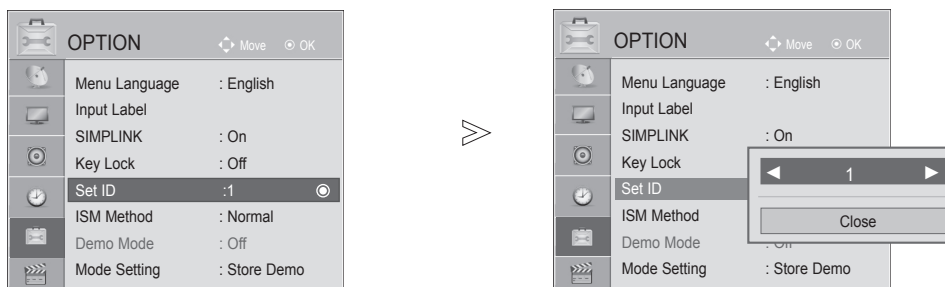 OPTION Move OK
Menu Language : English
Input Label
SIMPLINK : On
Key Lock : Off
Set ID :1
ISM Method : Normal
Demo Mode : Off
Mode Setting : Store Demo
OPTION Move OK
Menu Language : English
Input Label
SIMPLINK : On
Key Lock
◄ 1 ►
Set ID
ISM Method
Close
Demo Mode : Off
Mode Setting : Store Demo